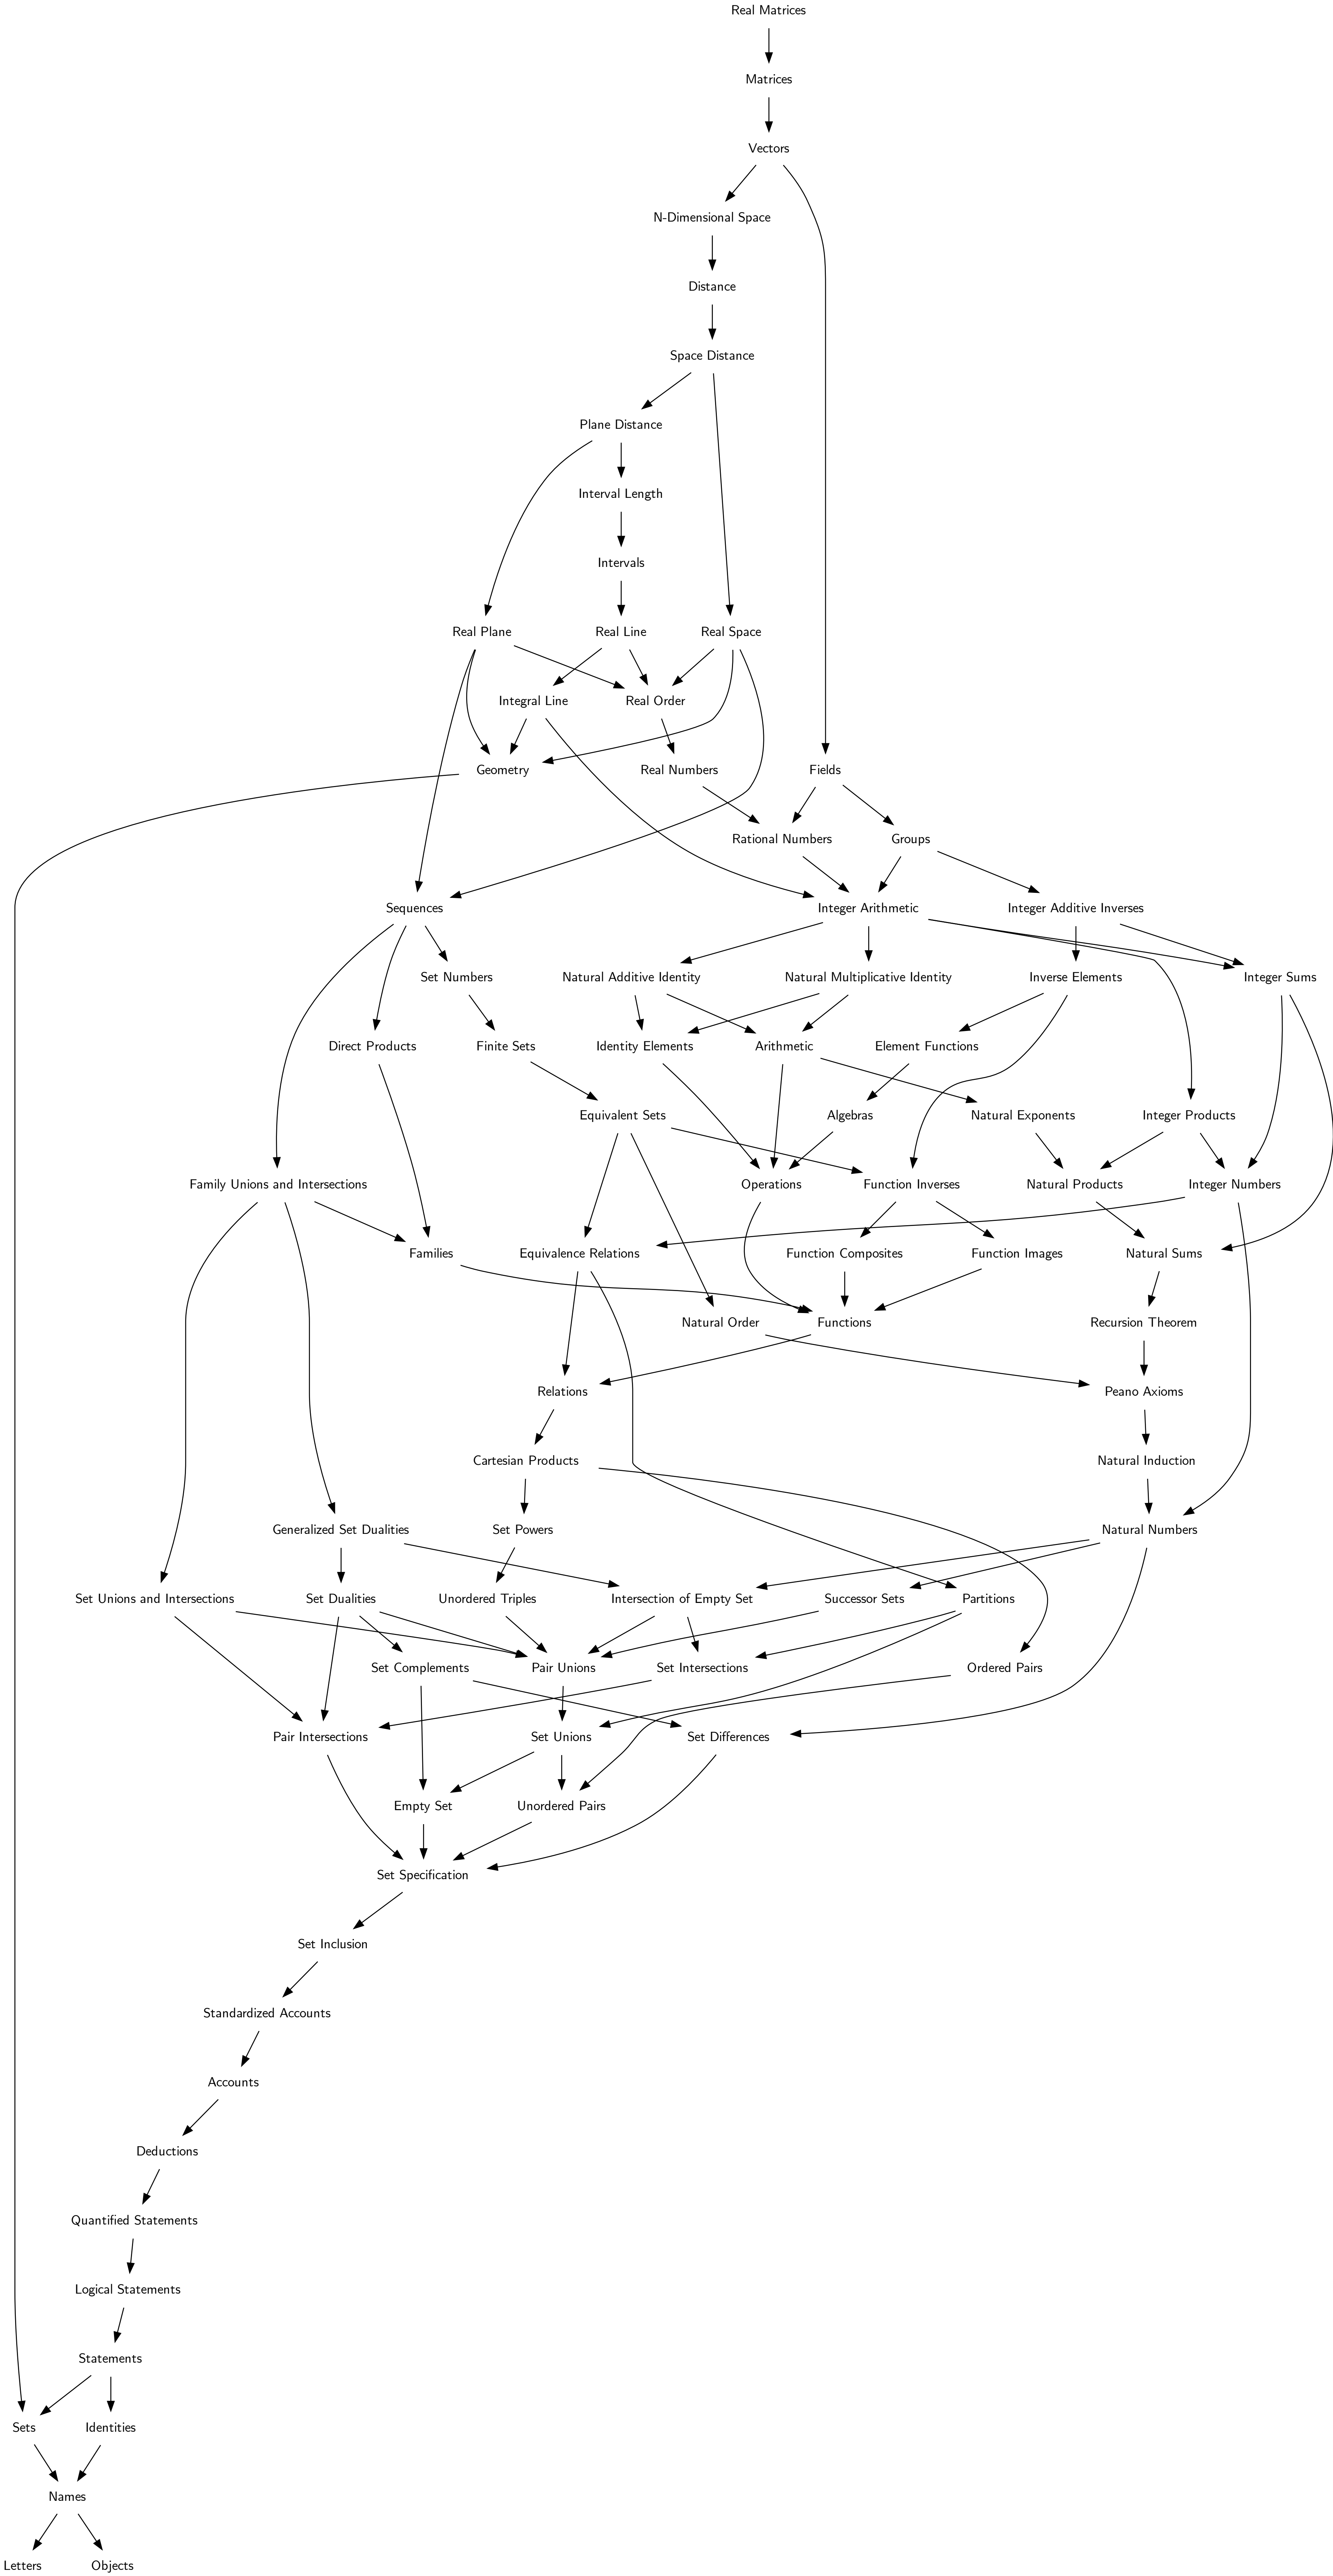 Real Matrices
Matrices
Vectors
N-Dimensional Space
Distance
Space Distance
Plane Distance
Interval Length
Intervals
Real Plane
Real Line
Real Space
Integral Line
Real Order
Geometry
Real Numbers
Fields
Rational Numbers
Groups
Sequences
Integer Arithmetic
Integer Additive Inverses
Set Numbers
Natural Additive Identity
Natural Multiplicative Identity
Inverse Elements
Integer Sums
Direct Products
Finite Sets
Identity Elements
Arithmetic
Element Functions
Equivalent Sets
Algebras
Natural Exponents
Integer Products
Family Unions and Intersections
Operations
Function Inverses
Natural Products
Integer Numbers
Families
Equivalence Relations
Function Composites
Function Images
Natural Sums
Natural Order
Functions
Recursion Theorem
Relations
Peano Axioms
Cartesian Products
Natural Induction
Generalized Set Dualities
Set Powers
Natural Numbers
Set Unions and Intersections
Set Dualities
Unordered Triples
Intersection of Empty Set
Successor Sets
Partitions
Set Complements
Pair Unions
Set Intersections
Ordered Pairs
Pair Intersections
Set Unions
Set Differences
Empty Set
Unordered Pairs
Set Specification
Set Inclusion
Standardized Accounts
Accounts
Deductions
Quantified Statements
Logical Statements
Statements
Sets
Identities
Names
Letters
Objects